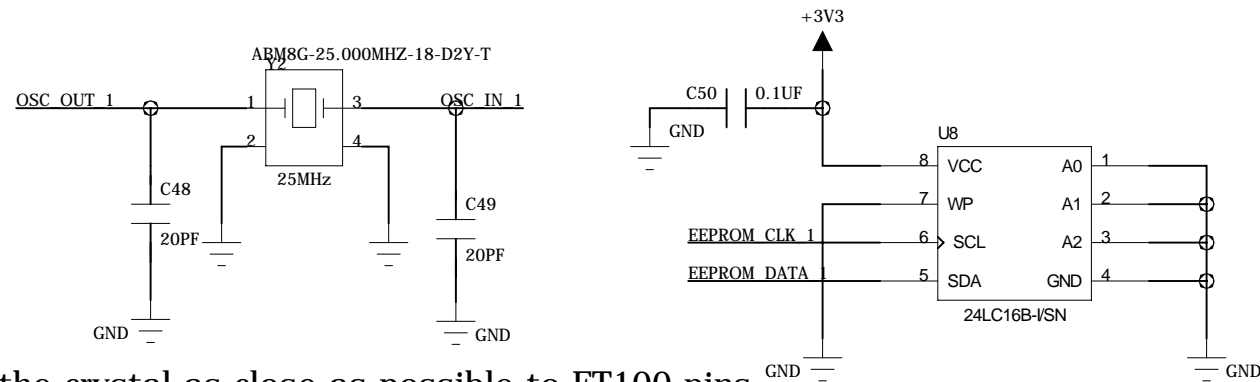 +3V3
ABM8G-25.000MHZ-18-D2Y-T
Y2
OSC_OUT_1
1
3
OSC_IN_1
2
4
25MHz
C48
20PF
C49
20PF
GND
GND
C50
0.1UF
GND
U8
8
VCC
A0
1
7
WP
A1
2
EEPROM_CLK_1
6
SCL
A2
3
EEPROM_DATA_1
5
SDA
GND
4
24LC16B-I/SN
GND
GND
the crystal as close as possible to ET100 pins